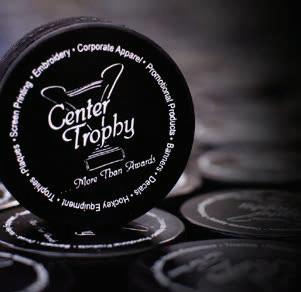 • Trophies • Plaques • Screen Printing • Embroidery • Corporate Apparel • Promotional Products • Banners • Decals • Hockey Equipment
Center
Trophy
... More Than Awards